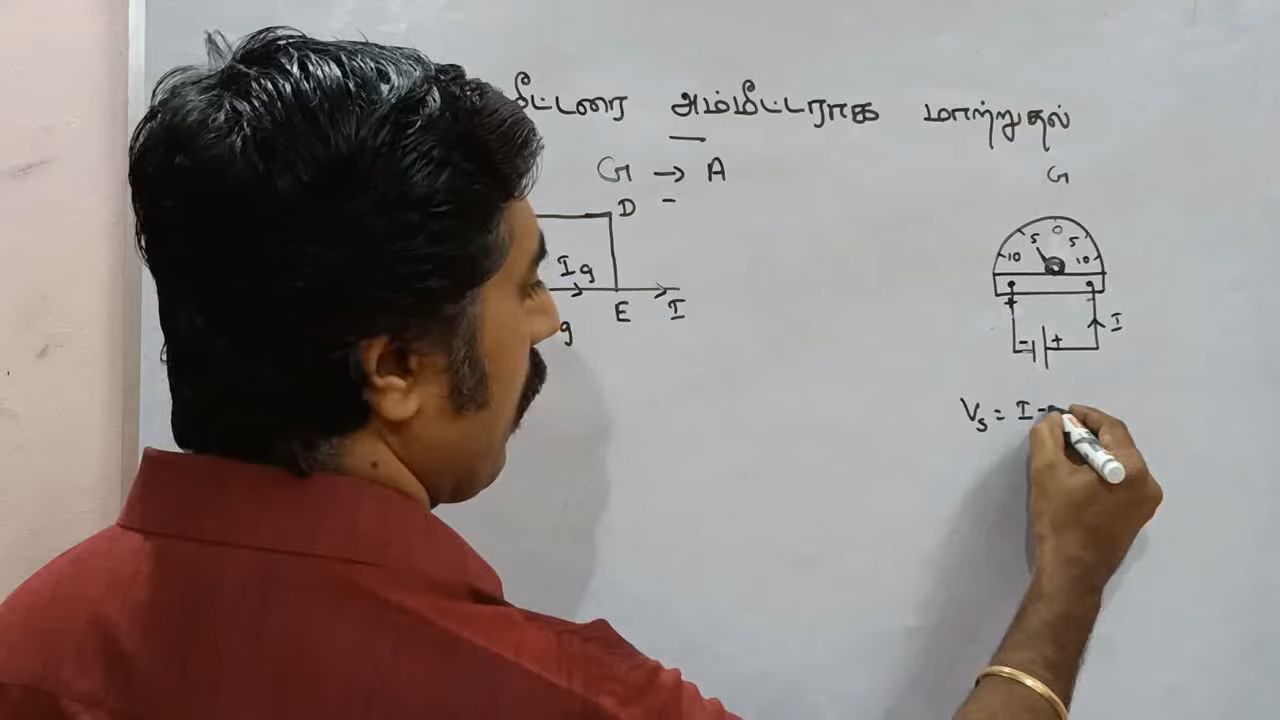 மீட்டரை அம்மீட்டராக மாற்றுதல்
G → A
G
D
Ig
E I
g
0
5 5
10 10
+ -
- +
I
Vs = I -